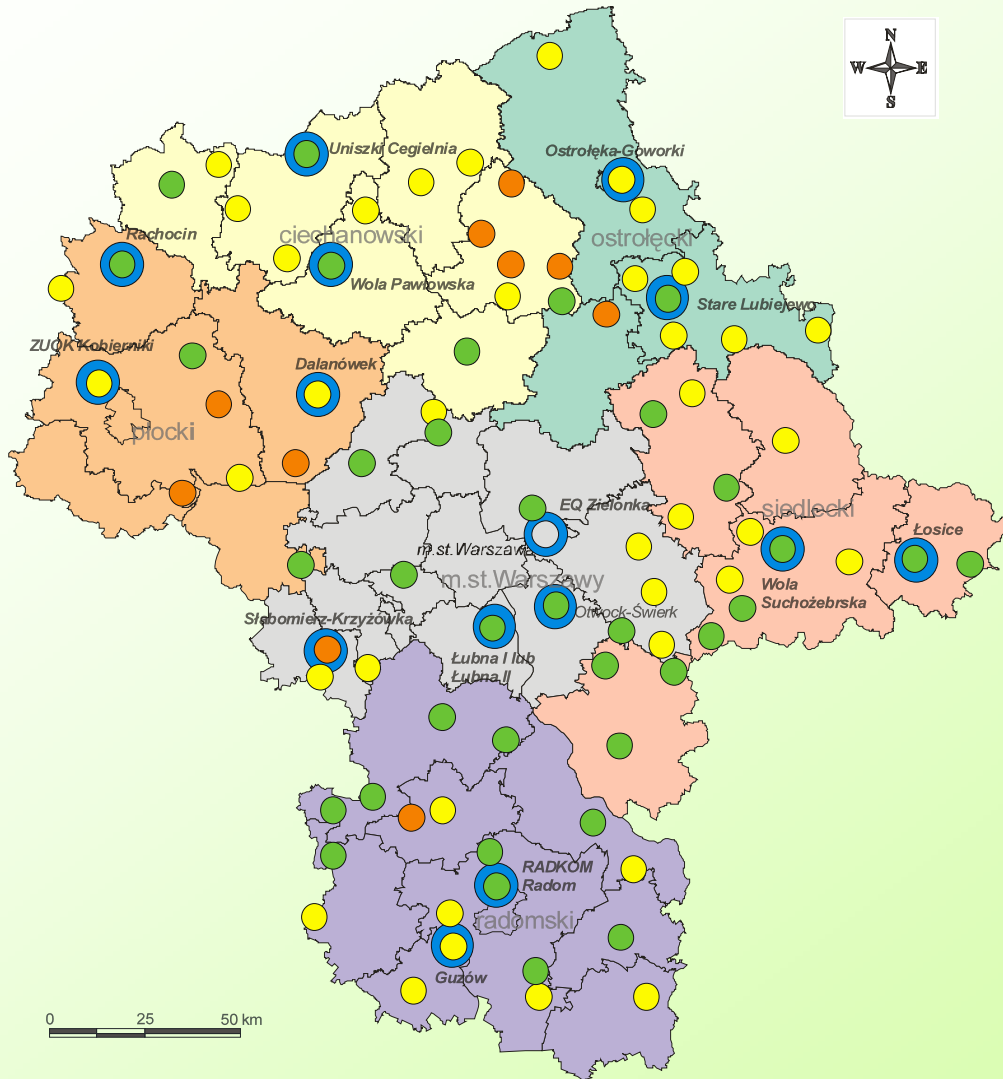 N
W E
S
Uniszki Cegielnia
Ostrołęka-Goworki
Rachocin
ciechanowski
ostrołęcki
Wola Pawłowska
Stare Lubiejewo
ZUOK Kobierniki
Dalanówek
płocki
EQ Zielonka
siedlecki
Łosice
m.st.Warszawa
m.st.Warszawy
Wola
Suchożebrska
Otwock-Świerk
Słabomierz-Krzyżówka
Łubna I lub
Łubna II
RADKOM
Radom
radomski
Guzów
0 25 50 km